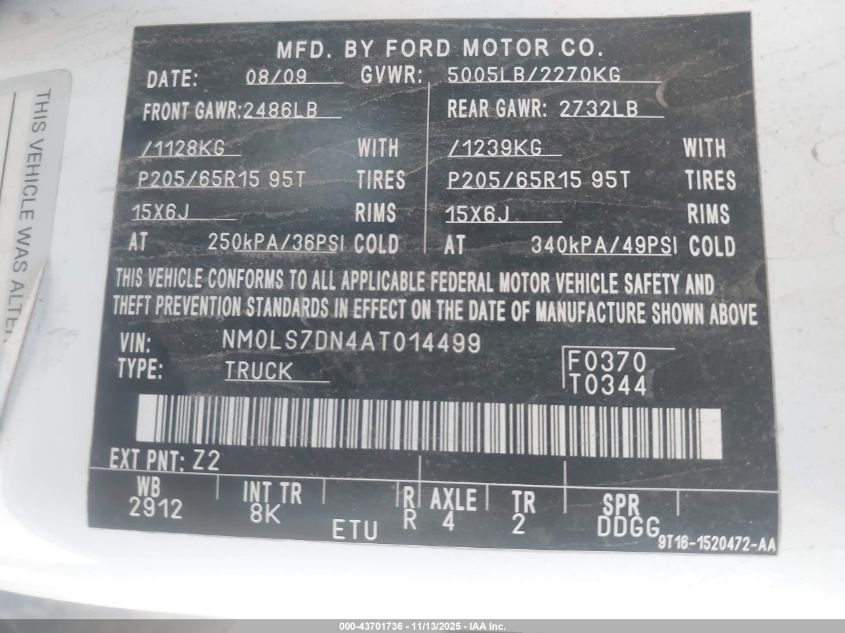 MFD. BY FORD MOTOR CO.
DATE: 08/09 GVWR: 5005LB/2270KG
FRONT GAWR: 2486LB REAR GAWR: 2732LB
/1128KG WITH /1239KG WITH
P205/65R15 95T TIRES P205/65R15 95T TIRES
15X6J RIMS 15X6J RIMS
AT 250kPA/36PSI COLD AT 340kPA/49PSI COLD
THIS VEHICLE CONFORMS TO ALL APPLICABLE FEDERAL MOTOR VEHICLE SAFETY AND
THEFT PREVENTION STANDARDS IN EFFECT ON THE DATE OF MANUFACTURE SHOWN ABOVE
VIN: NM0LS7DN4AT014499
TYPE: TRUCK
F0370
T0344
EXT PNT: Z2
WB INT TR R AXLE TR SPR
2912 8K R 4 2 DDGG
ETU
9T16-1520472-AA
THIS VEHICLE WAS ALTER
000-43701736 - 11/13/2025 - IAA Inc.